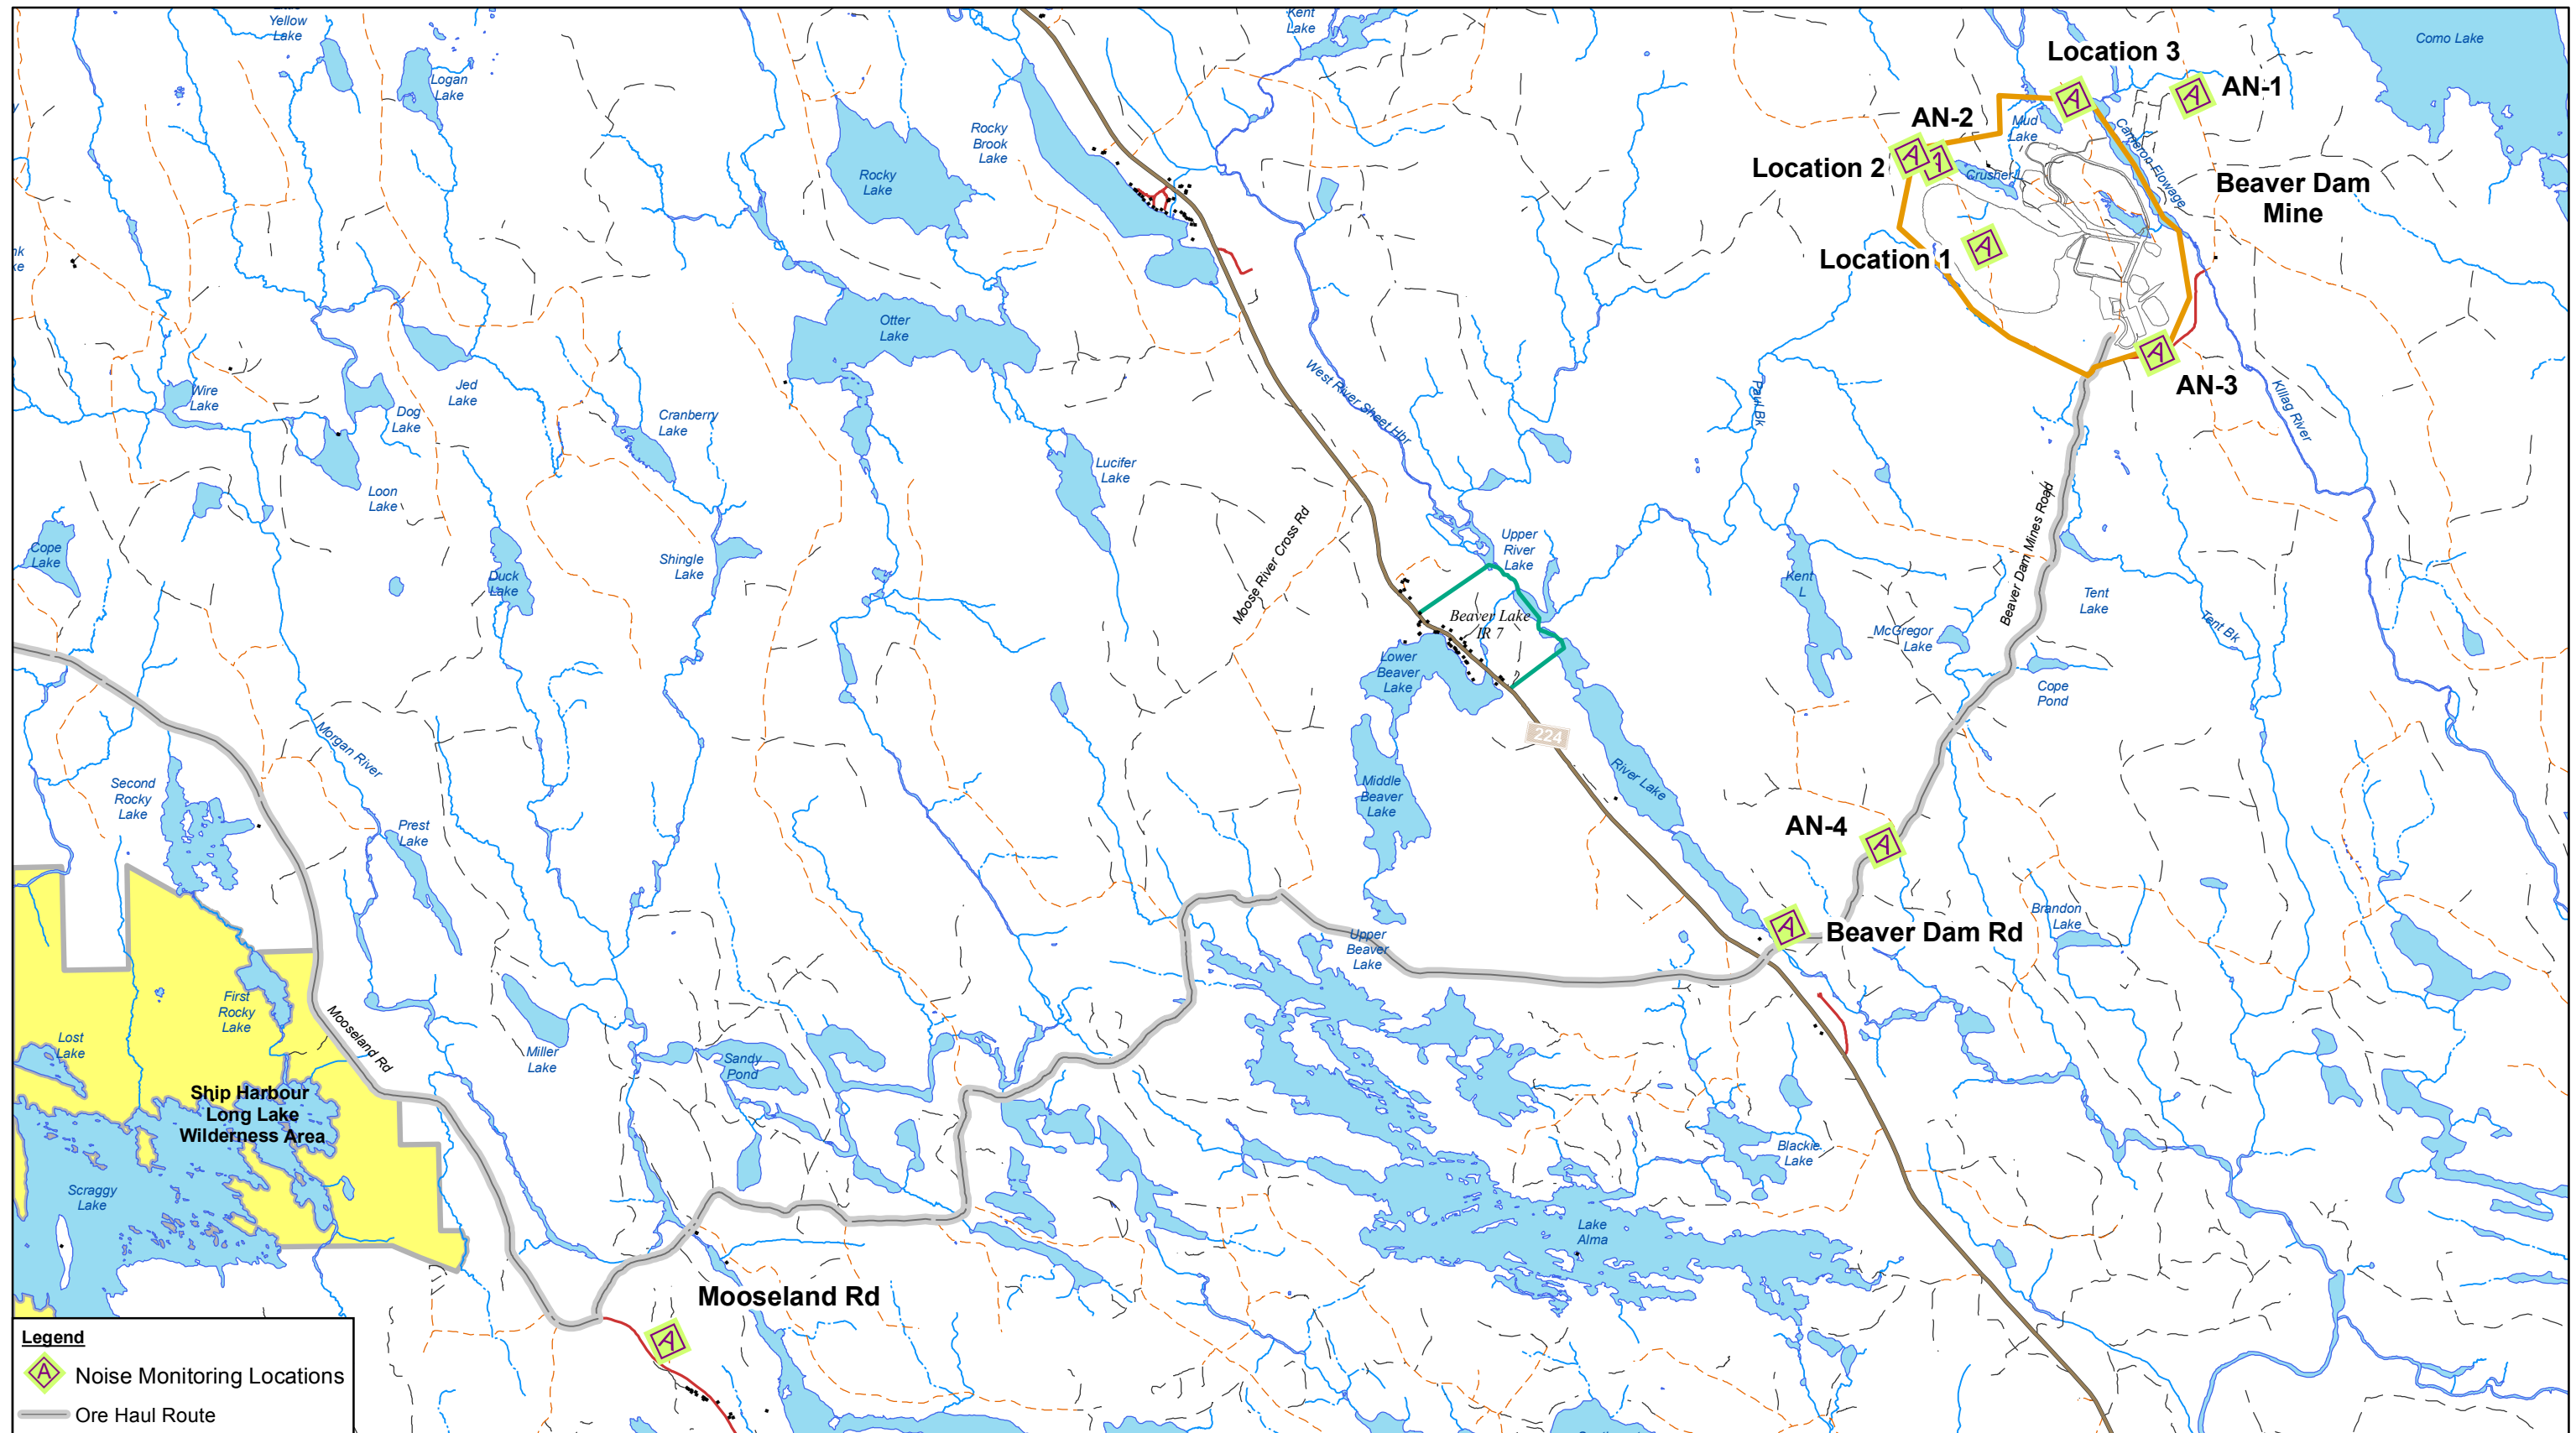 Yellow
Lake
Logan
Lake
Kent
Lake
Location 3
Como Lake
AN-1
AN-2
Mud
Lake
Cameron Flowage
Rocky
Brook
Lake
Rocky
Lake
Location 2
Crusher L
Beaver Dam
Mine
Location 1
Otter
Lake
West River Sheet Hbr
AN-3
Killag River
Wire
Lake
Jed
Lake
Dog
Lake
Cranberry
Lake
Paul Bk
Lucifer
Lake
Loon
Lake
Beaver Dam Mines Road
Cope
Lake
Duck
Lake
Shingle
Lake
Moose River Cross Rd
Upper
River
Lake
Kent
L
Tent
Lake
Tent Bk
Beaver Lake
IR 7
McGregor
Lake
Lower
Beaver
Lake
Cope
Pond
224
Morgan River
Second
Rocky
Lake
Middle
Beaver
Lake
River Lake
Prest
Lake
AN-4
Brandon
Lake
Beaver Dam Rd
Upper
Beaver
Lake
First
Rocky
Lake
Mooseland Rd
Lost
Lake
Miller
Lake
Sandy
Pond
Ship Harbour
Long Lake
Wilderness Area
Blackie
Lake
Scraggy
Lake
Lake
Alma
Mooseland Rd
Legend
Noise Monitoring Locations
Ore Haul Route